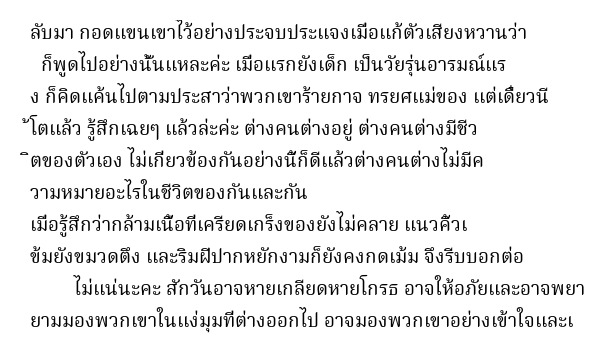 ลับมา กอดแขนเขาไว้อย่างประจบประแจงเมื่อแก้ตัวเสียงหวานว่า
ก็พูดไปอย่างนั้นแหละค่ะ เมื่อแรกยังเด็ก เป็นวัยรุ่นอารมณ์แร
ง ก็คิดแค้นไปตามประสาว่าพวกเขาร้ายกาจ ทรยศแม่ของ แต่เดี๋ยวนี
้โตแล้ว รู้สึกเฉยๆ แล้วล่ะค่ะ ต่างคนต่างอยู่ ต่างคนต่างมีชีว
ิตของตัวเอง ไม่เกี่ยวข้องกันอย่างนี้ก็ดีแล้วต่างคนต่างไม่มีค
วามหมายอะไรในชีวิตของกันและกัน
เมื่อรู้สึกว่ากล้ามเนื้อที่เครียดเกร็งของยังไม่คลาย แนวคิ้วเ
ข้มยังขมวดตึง และริมฝีปากหยักงามก็ยังคงกดเม้ม จึงรีบบอกต่อ
ไม่แน่นะคะ สักวันอาจหายเกลียดหายโกรธ อาจให้อภัยและอาจพยา
ยามมองพวกเขาในแง่มุมที่ต่างออกไป อาจมองพวกเขาอย่างเข้าใจและเ